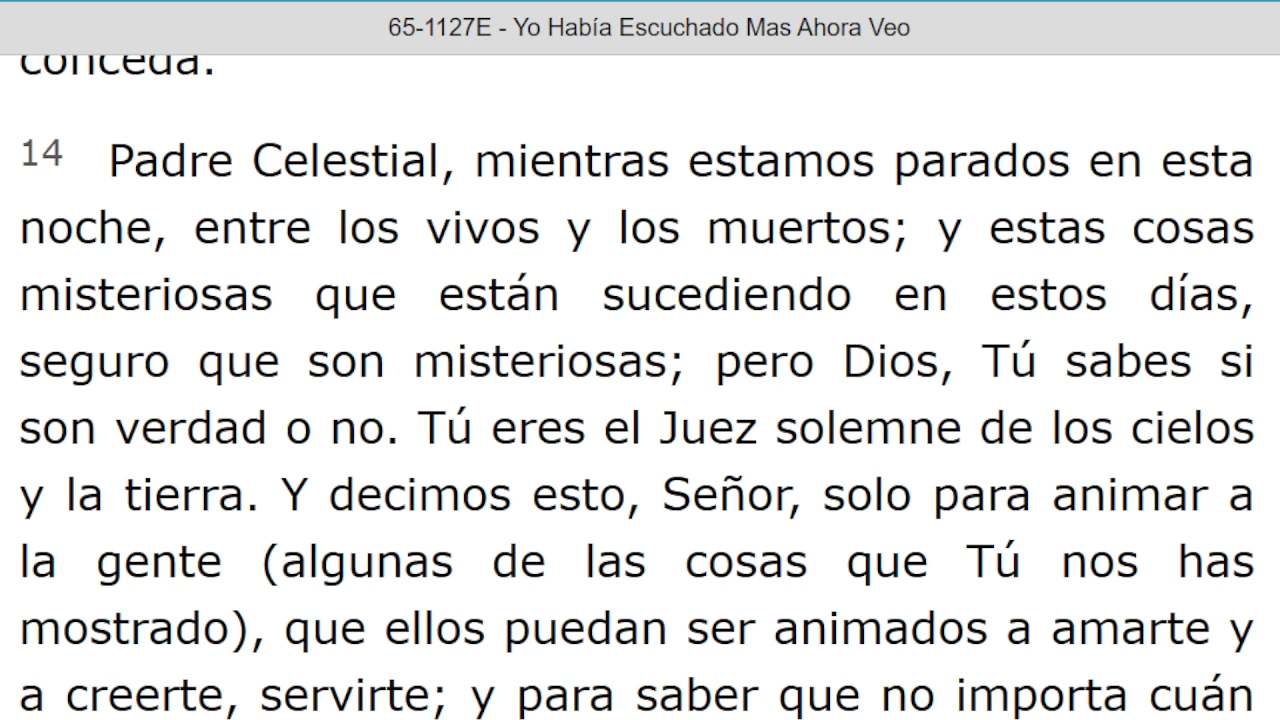 65-1127E - Yo Había Escuchado Mas Ahora Veo
conceda.
14 Padre Celestial, mientras estamos parados en esta
noche, entre los vivos y los muertos; y estas cosas
misteriosas que están sucediendo en estos días,
seguro que son misteriosas; pero Dios, Tú sabes si
son verdad o no. Tú eres el Juez solemne de los cielos
y la tierra. Y decimos esto, Señor, solo para animar a
la gente (algunas de las cosas que Tú nos has
mostrado), que ellos puedan ser animados a amarte y
a creerte, servirte; y para saber que no importa cuán